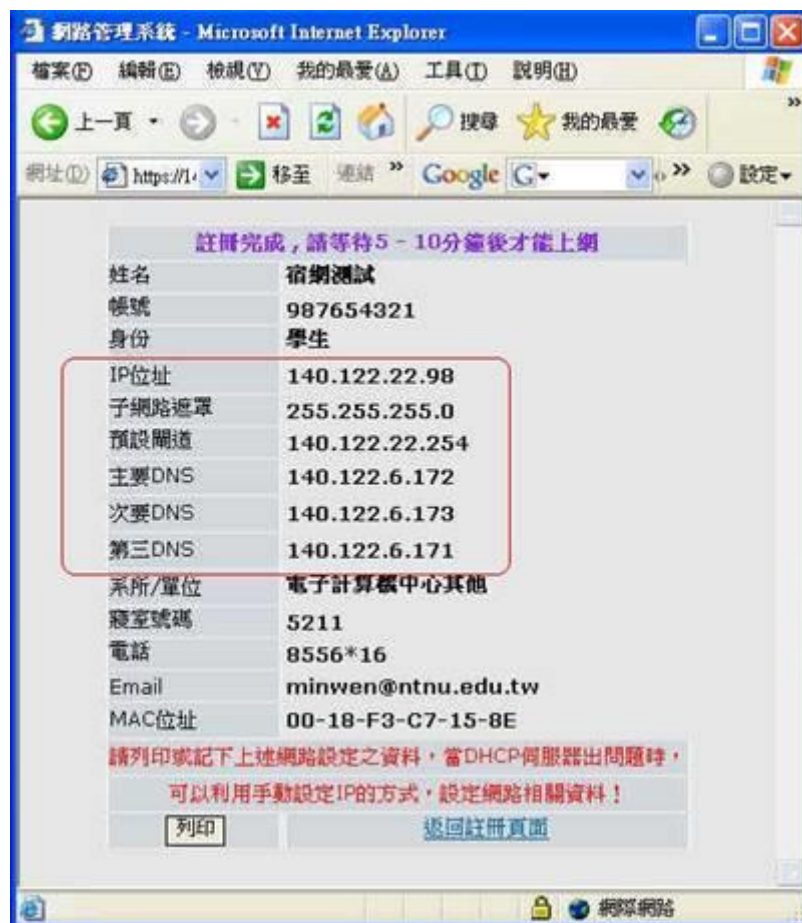 網路管理系統 - Microsoft Internet Explorer
檔案(F) 編輯(E) 檢視(V) 我的最愛(A) 工具(T) 說明(H)
上一頁 搜尋 我的最愛 »
網址(D) https://14 移至 連結 » Google G 設定
註冊完成,請等待5 - 10分鐘後才能上網
姓名 宿網測試
帳號 987654321
身份 學生
IP位址 140.122.22.98
子網路遮罩 255.255.255.0
預設閘道 140.122.22.254
主要DNS 140.122.6.172
次要DNS 140.122.6.173
第三DNS 140.122.6.171
系所/單位 電子計算機中心其他
寢室號碼 5211
電話 8556*16
Email minwen@ntnu.edu.tw
MAC位址 00-18-F3-C7-15-8E
請列印或記下上述網路設定之資料,當DHCP伺服器出問題時,
可以利用手動設定IP的方式,設定網路相關資料!
列印 返回註冊頁面
網際網路